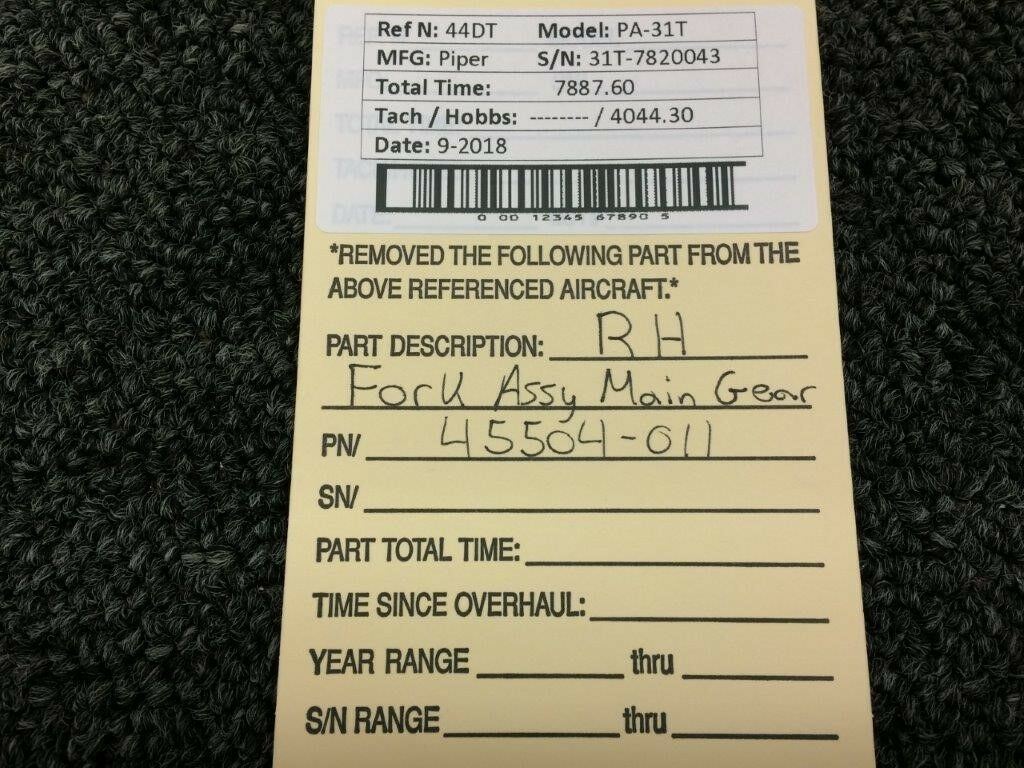 Ref N: 44DT Model: PA-31T
MFG: Piper S/N: 31T-7820043
Total Time: 7887.60
Tach / Hobbs: -------- / 4044.30
Date: 9-2018
0 00 12345 67890 5
*REMOVED THE FOLLOWING PART FROM THE
ABOVE REFERENCED AIRCRAFT.*
PART DESCRIPTION: RH
Fork Assy Main Gear
PN/ 45504-011
SN/
PART TOTAL TIME:
TIME SINCE OVERHAUL:
YEAR RANGE thru
S/N RANGE thru